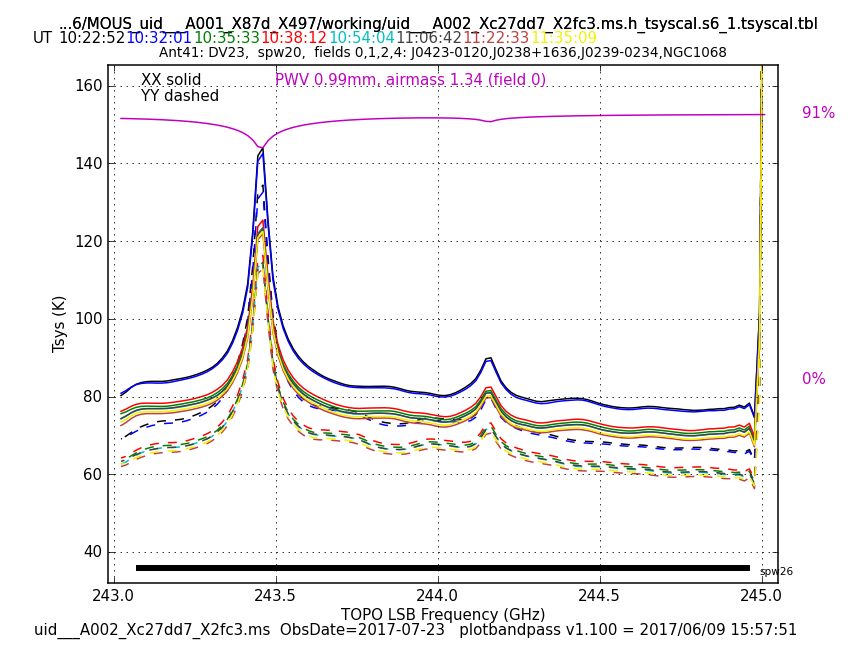 ...6/MOUS_uid___A001_X87d_X497/working/uid___A002_Xc27dd7_X2fc3.ms.h_tsyscal.s6_1.tsyscal.tbl
UT 10:22:52 10:32:01 10:35:33 10:38:12 10:54:04 11:06:42 11:22:33 11:35:09
Ant41: DV23, spw20, fields 0,1,2,4: J0423-0120,J0238+1636,J0239-0234,NGC1068
XX solid
YY dashed
PWV 0.99mm, airmass 1.34 (field 0)
91%
0%
160
140
120
100
80
60
40
Tsys (K)
spw26
243.0 243.5 244.0 244.5 245.0
TOPO LSB Frequency (GHz)
uid___A002_Xc27dd7_X2fc3.ms ObsDate=2017-07-23 plotbandpass v1.100 = 2017/06/09 15:57:51